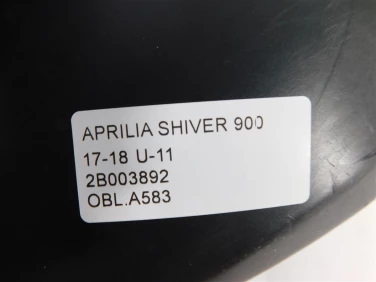 APRILIA SHIVER 900
17-18 U-11
2B003892
OBL.A583